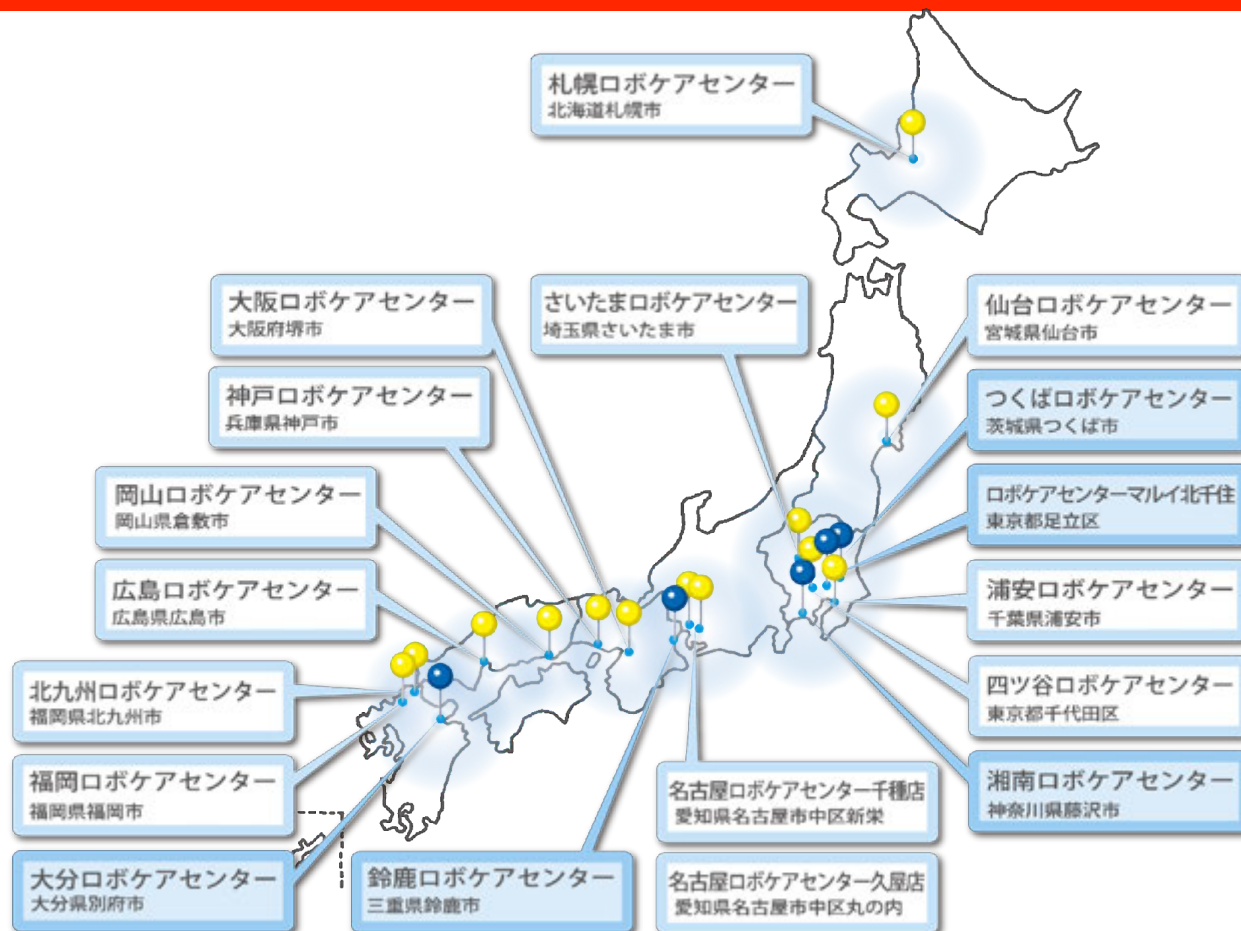 札幌ロボケアセンター
北海道札幌市
大阪ロボケアセンター
大阪府堺市
さいたまロボケアセンター
埼玉県さいたま市
仙台ロボケアセンター
宮城県仙台市
神戸ロボケアセンター
兵庫県神戸市
つくばロボケアセンター
茨城県つくば市
岡山ロボケアセンター
岡山県倉敷市
ロボケアセンターマルイ北千住
東京都足立区
広島ロボケアセンター
広島県広島市
浦安ロボケアセンター
千葉県浦安市
北九州ロボケアセンター
福岡県北九州市
四ツ谷ロボケアセンター
東京都千代田区
福岡ロボケアセンター
福岡県福岡市
名古屋ロボケアセンター千種店
愛知県名古屋市中区新栄
湘南ロボケアセンター
神奈川県藤沢市
大分ロボケアセンター
大分県別府市
鈴鹿ロボケアセンター
三重県鈴鹿市
名古屋ロボケアセンター久屋店
愛知県名古屋市中区丸の内